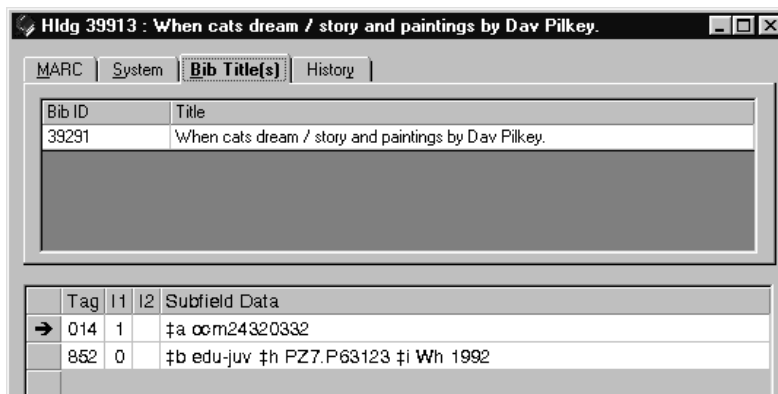 Hldg 39913 : When cats dream / story and paintings by Dav Pilkey.
MARC System Bib Title(s) History
Bib ID Title
39291 When cats dream / story and paintings by Dav Pilkey.
Tag I1 I2 Subfield Data
014 1 ‡a ocm24320332
852 0 ‡b edu-juv ‡h PZ7.P63123 ‡i Wh 1992